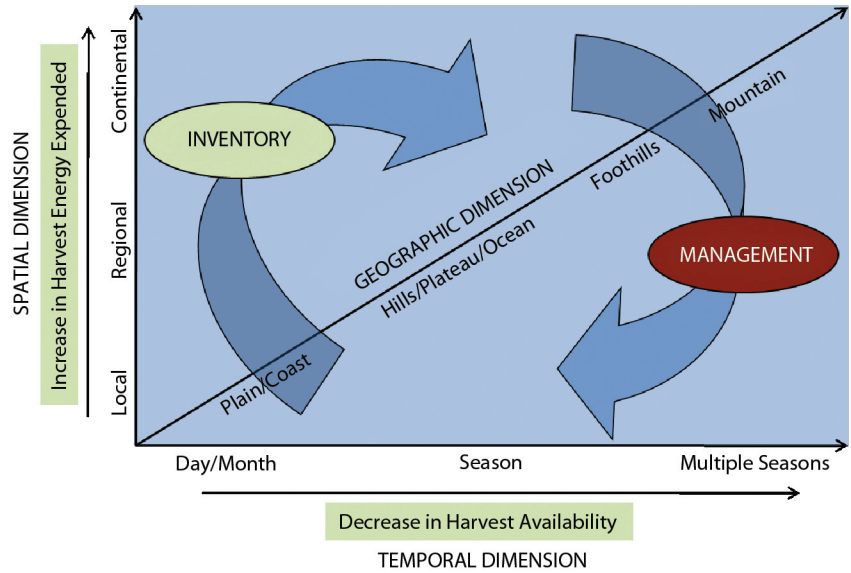 SPATIAL DIMENSION
Increase in Harvest Energy Expended
Continental
Regional
Local
INVENTORY
MANAGEMENT
GEOGRAPHIC DIMENSION
Plain/Coast
Hills/Plateau/Ocean
Foothills
Mountain
Day/Month
Season
Multiple Seasons
Decrease in Harvest Availability
TEMPORAL DIMENSION